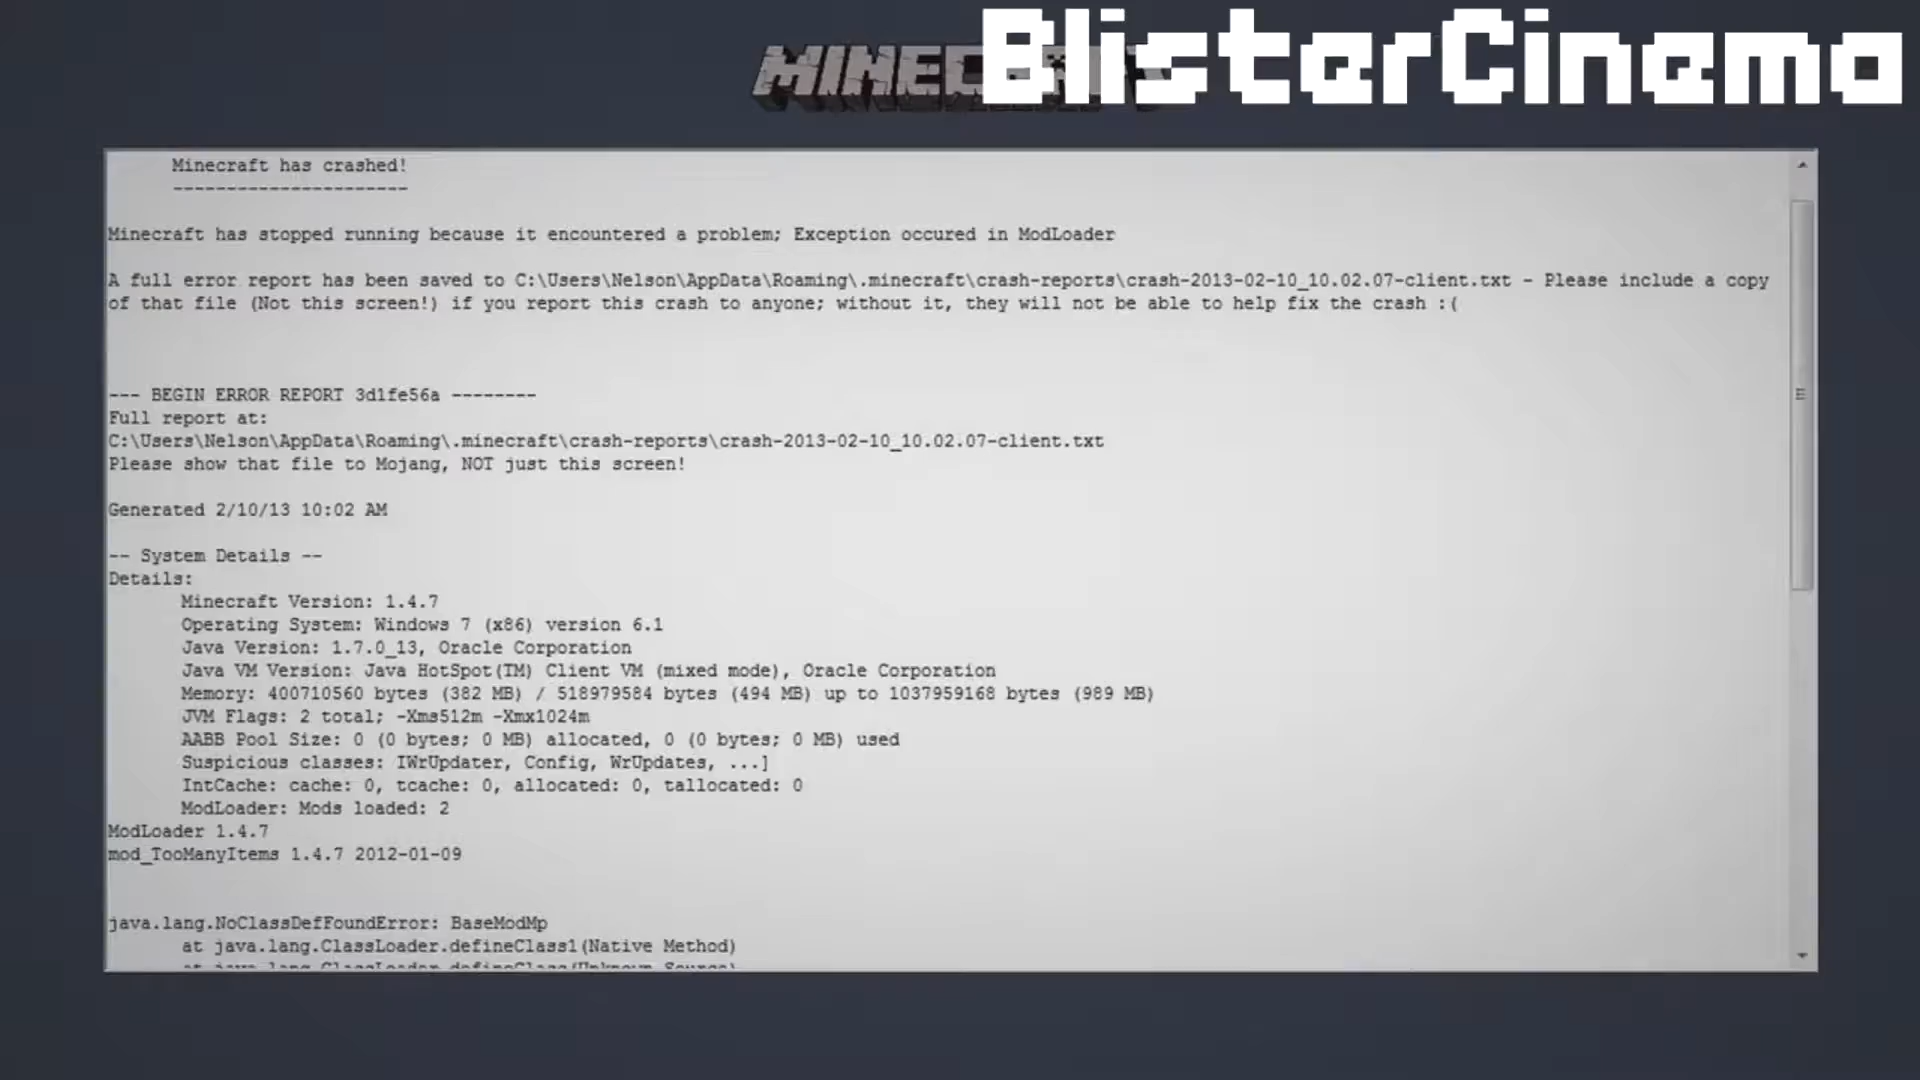 BlisterCinema
Minecraft has crashed!
----------------------
Minecraft has stopped running because it encountered a problem; Exception occured in ModLoader
A full error report has been saved to C:\Users\Nelson\AppData\Roaming\.minecraft\crash-reports\crash-2013-02-10_10.02.07-client.txt - Please include a copy
of that file (Not this screen!) if you report this crash to anyone; without it, they will not be able to help fix the crash :(
--- BEGIN ERROR REPORT 3d1fe56a --------
Full report at:
C:\Users\Nelson\AppData\Roaming\.minecraft\crash-reports\crash-2013-02-10_10.02.07-client.txt
Please show that file to Mojang, NOT just this screen!
Generated 2/10/13 10:02 AM
-- System Details --
Details:
Minecraft Version: 1.4.7
Operating System: Windows 7 (x86) version 6.1
Java Version: 1.7.0_13, Oracle Corporation
Java VM Version: Java HotSpot(TM) Client VM (mixed mode), Oracle Corporation
Memory: 400710560 bytes (382 MB) / 518979584 bytes (494 MB) up to 1037959168 bytes (989 MB)
JVM Flags: 2 total; -Xms512m -Xmx1024m
AABB Pool Size: 0 (0 bytes; 0 MB) allocated, 0 (0 bytes; 0 MB) used
Suspicious classes: IWrUpdater, Config, WrUpdates, ...]
IntCache: cache: 0, tcache: 0, allocated: 0, tallocated: 0
ModLoader: Mods loaded: 2
ModLoader 1.4.7
mod_TooManyItems 1.4.7 2012-01-09
java.lang.NoClassDefFoundError: BaseModMp
at java.lang.ClassLoader.defineClass1(Native Method)
at java.lang.ClassLoader.defineClass(Unknown Source)